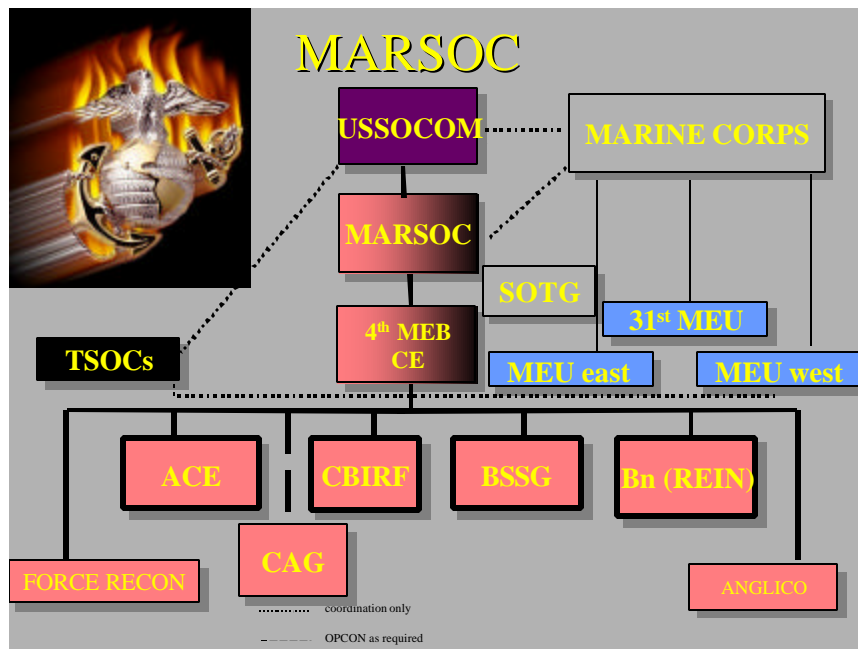 MARSOC
USSOCOM
MARINE CORPS
MARSOC
SOTG
31st MEU
4th MEB
CE
TSOCs
MEU east
MEU west
ACE
CBIRF
BSSG
Bn (REIN)
CAG
FORCE RECON
ANGLICO
coordination only
OPCON as required